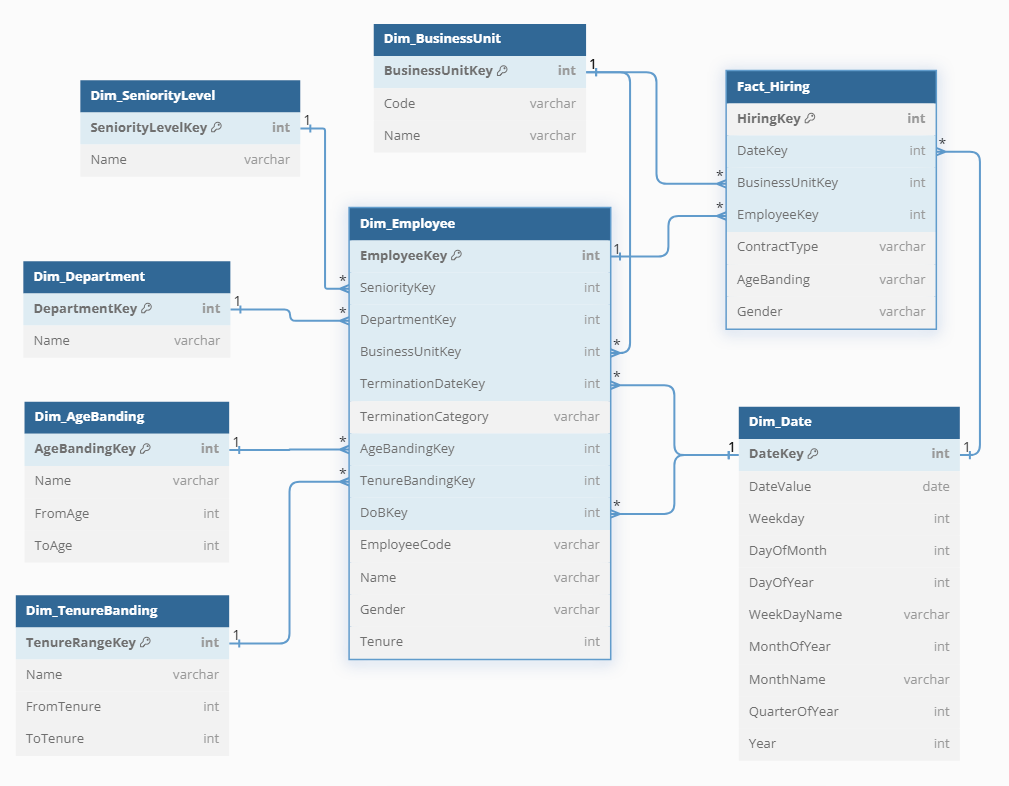 Dim_BusinessUnit
BusinessUnitKey int
Code varchar
Name varchar
1
Dim_SeniorityLevel
SeniorityLevelKey int
Name varchar
1
Fact_Hiring
HiringKey int
DateKey int
BusinessUnitKey int
EmployeeKey int
ContractType varchar
AgeBanding varchar
Gender varchar
*
*
*
Dim_Employee
EmployeeKey int
SeniorityKey int
DepartmentKey int
BusinessUnitKey int
TerminationDateKey int
TerminationCategory varchar
AgeBandingKey int
TenureBandingKey int
DoBKey int
EmployeeCode varchar
Name varchar
Gender varchar
Tenure int
1
*
*
*
*
*
*
*
Dim_Department
DepartmentKey int
Name varchar
1
Dim_AgeBanding
AgeBandingKey int
Name varchar
FromAge int
ToAge int
1
Dim_TenureBanding
TenureRangeKey int
Name varchar
FromTenure int
ToTenure int
1
Dim_Date
DateKey int
DateValue date
Weekday int
DayOfMonth int
DayOfYear int
WeekDayName varchar
MonthOfYear int
MonthName varchar
QuarterOfYear int
Year int
1
1